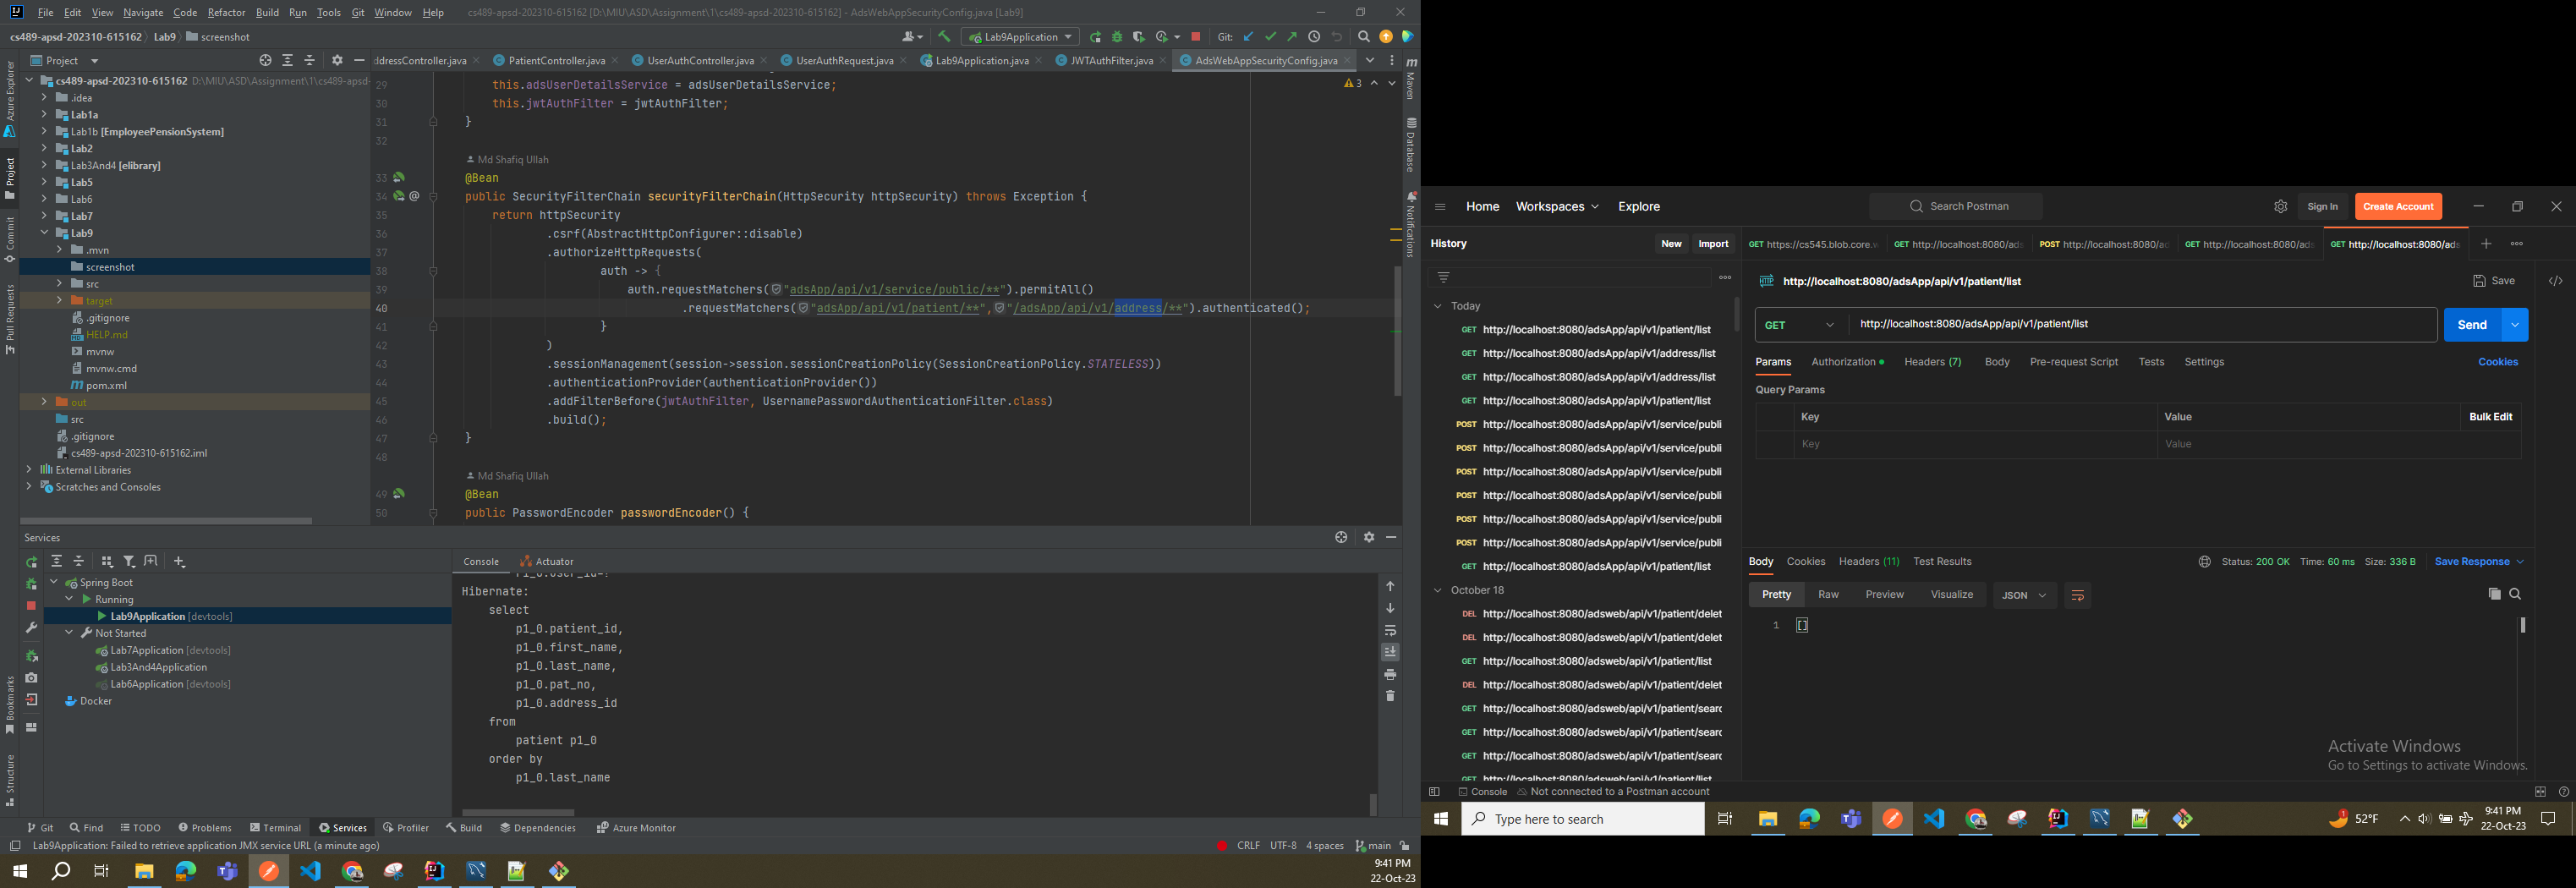 File Edit View Navigate Code Refactor Build Run Tools Git Window Help cs489-apsd-202310-615162 [D:\MIU\ASD\Assignment\1\cs489-apsd-202310-615162] - AdsWebAppSecurityConfig.java [Lab9]
cs489-apsd-202310-615162 Lab9 screenshot Lab9Application Git:
Project
ddressController.java PatientController.java UserAuthController.java UserAuthRequest.java Lab9Application.java JWTAuthFilter.java AdsWebAppSecurityConfig.java
Azure Explorer
Project
Commit
Pull Requests
Bookmarks
Structure
cs489-apsd-202310-615162 D:\MIU\ASD\Assignment\1\cs489-apsd-
.idea
Lab1a
Lab1b [EmployeePensionSystem]
Lab2
Lab3And4 [elibrary]
Lab5
Lab6
Lab7
Lab9
.mvn
screenshot
src
target
.gitignore
HELP.md
mvnw
mvnw.cmd
pom.xml
out
src
.gitignore
cs489-apsd-202310-615162.iml
External Libraries
Scratches and Consoles
29 this.adsUserDetailsService = adsUserDetailsService;
30 this.jwtAuthFilter = jwtAuthFilter;
31 }
32
Md Shafiq Ullah
33 @Bean
34 public SecurityFilterChain securityFilterChain(HttpSecurity httpSecurity) throws Exception {
35 return httpSecurity
36 .csrf(AbstractHttpConfigurer::disable)
37 .authorizeHttpRequests(
38 auth -> {
39 auth.requestMatchers("adsApp/api/v1/service/public/**").permitAll()
40 .requestMatchers("adsApp/api/v1/patient/**","/adsApp/api/v1/address/**").authenticated();
41 }
42 )
43 .sessionManagement(session->session.sessionCreationPolicy(SessionCreationPolicy.STATELESS))
44 .authenticationProvider(authenticationProvider())
45 .addFilterBefore(jwtAuthFilter, UsernamePasswordAuthenticationFilter.class)
46 .build();
47 }
48
Md Shafiq Ullah
49 @Bean
50 public PasswordEncoder passwordEncoder() {
3
Maven
Database
Notifications
Services
Spring Boot
Running
Lab9Application [devtools]
Not Started
Lab7Application [devtools]
Lab3And4Application
Lab6Application [devtools]
Docker
Console Actuator
p1_0.user_id=?
Hibernate:
select
p1_0.patient_id,
p1_0.first_name,
p1_0.last_name,
p1_0.pat_no,
p1_0.address_id
from
patient p1_0
order by
p1_0.last_name
Git Find TODO Problems Terminal Services Profiler Build Dependencies Azure Monitor
Lab9Application: Failed to retrieve application JMX service URL (a minute ago) CRLF UTF-8 4 spaces main
9:41 PM
22-Oct-23
Home Workspaces Explore Search Postman Sign In Create Account
History New Import
GET https://cs545.blob.core.w GET http://localhost:8080/ads POST http://localhost:8080/ad GET http://localhost:8080/ads GET http://localhost:8080/ads
Today
GET http://localhost:8080/adsApp/api/v1/patient/list
GET http://localhost:8080/adsApp/api/v1/address/list
GET http://localhost:8080/adsApp/api/v1/address/list
GET http://localhost:8080/adsApp/api/v1/patient/list
POST http://localhost:8080/adsApp/api/v1/service/publi
POST http://localhost:8080/adsApp/api/v1/service/publi
POST http://localhost:8080/adsApp/api/v1/service/publi
POST http://localhost:8080/adsApp/api/v1/service/publi
POST http://localhost:8080/adsApp/api/v1/service/publi
POST http://localhost:8080/adsApp/api/v1/service/publi
GET http://localhost:8080/adsApp/api/v1/patient/list
October 18
DEL http://localhost:8080/adsweb/api/v1/patient/delet
DEL http://localhost:8080/adsweb/api/v1/patient/delet
GET http://localhost:8080/adsweb/api/v1/patient/list
DEL http://localhost:8080/adsweb/api/v1/patient/delet
GET http://localhost:8080/adsweb/api/v1/patient/searc
GET http://localhost:8080/adsweb/api/v1/patient/searc
GET http://localhost:8080/adsweb/api/v1/patient/searc
GET http://localhost:8080/adsweb/api/v1/patient/list
HTTP http://localhost:8080/adsApp/api/v1/patient/list Save
GET http://localhost:8080/adsApp/api/v1/patient/list Send
Params Authorization Headers (7) Body Pre-request Script Tests Settings Cookies
Query Params
Key Value Bulk Edit
Key Value
Body Cookies Headers (11) Test Results Status: 200 OK Time: 60 ms Size: 336 B Save Response
Pretty Raw Preview Visualize JSON
1 []
Activate Windows
Go to Settings to activate Windows.
Console Not connected to a Postman account
Type here to search 1 52°F
9:41 PM
22-Oct-23